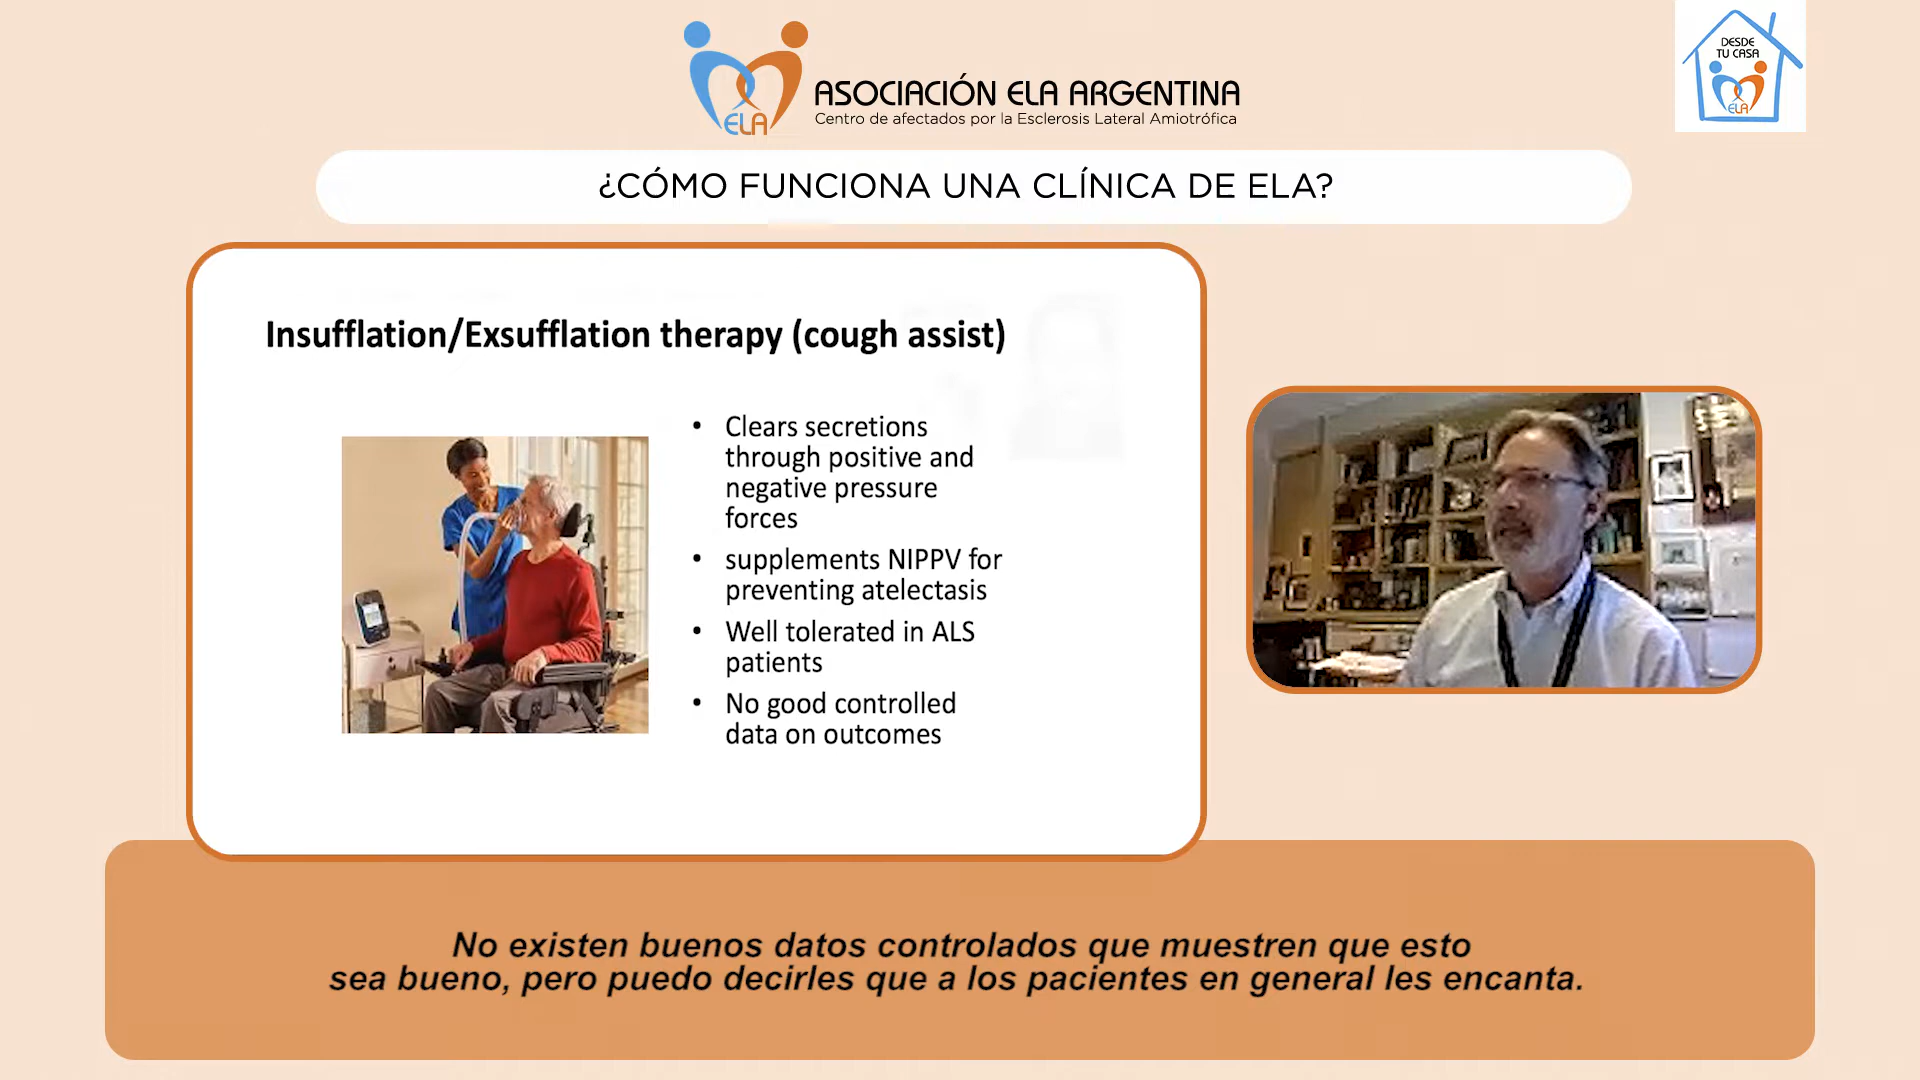 ELA
ASOCIACIÓN ELA ARGENTINA
Centro de afectados por la Esclerosis Lateral Amiotrófica
DESDE
TU CASA
ELA
¿CÓMO FUNCIONA UNA CLÍNICA DE ELA?
Insufflation/Exsufflation therapy (cough assist)
• Clears secretions
through positive and
negative pressure
forces
• supplements NIPPV for
preventing atelectasis
• Well tolerated in ALS
patients
• No good controlled
data on outcomes
No existen buenos datos controlados que muestren que esto
sea bueno, pero puedo decirles que a los pacientes en general les encanta.